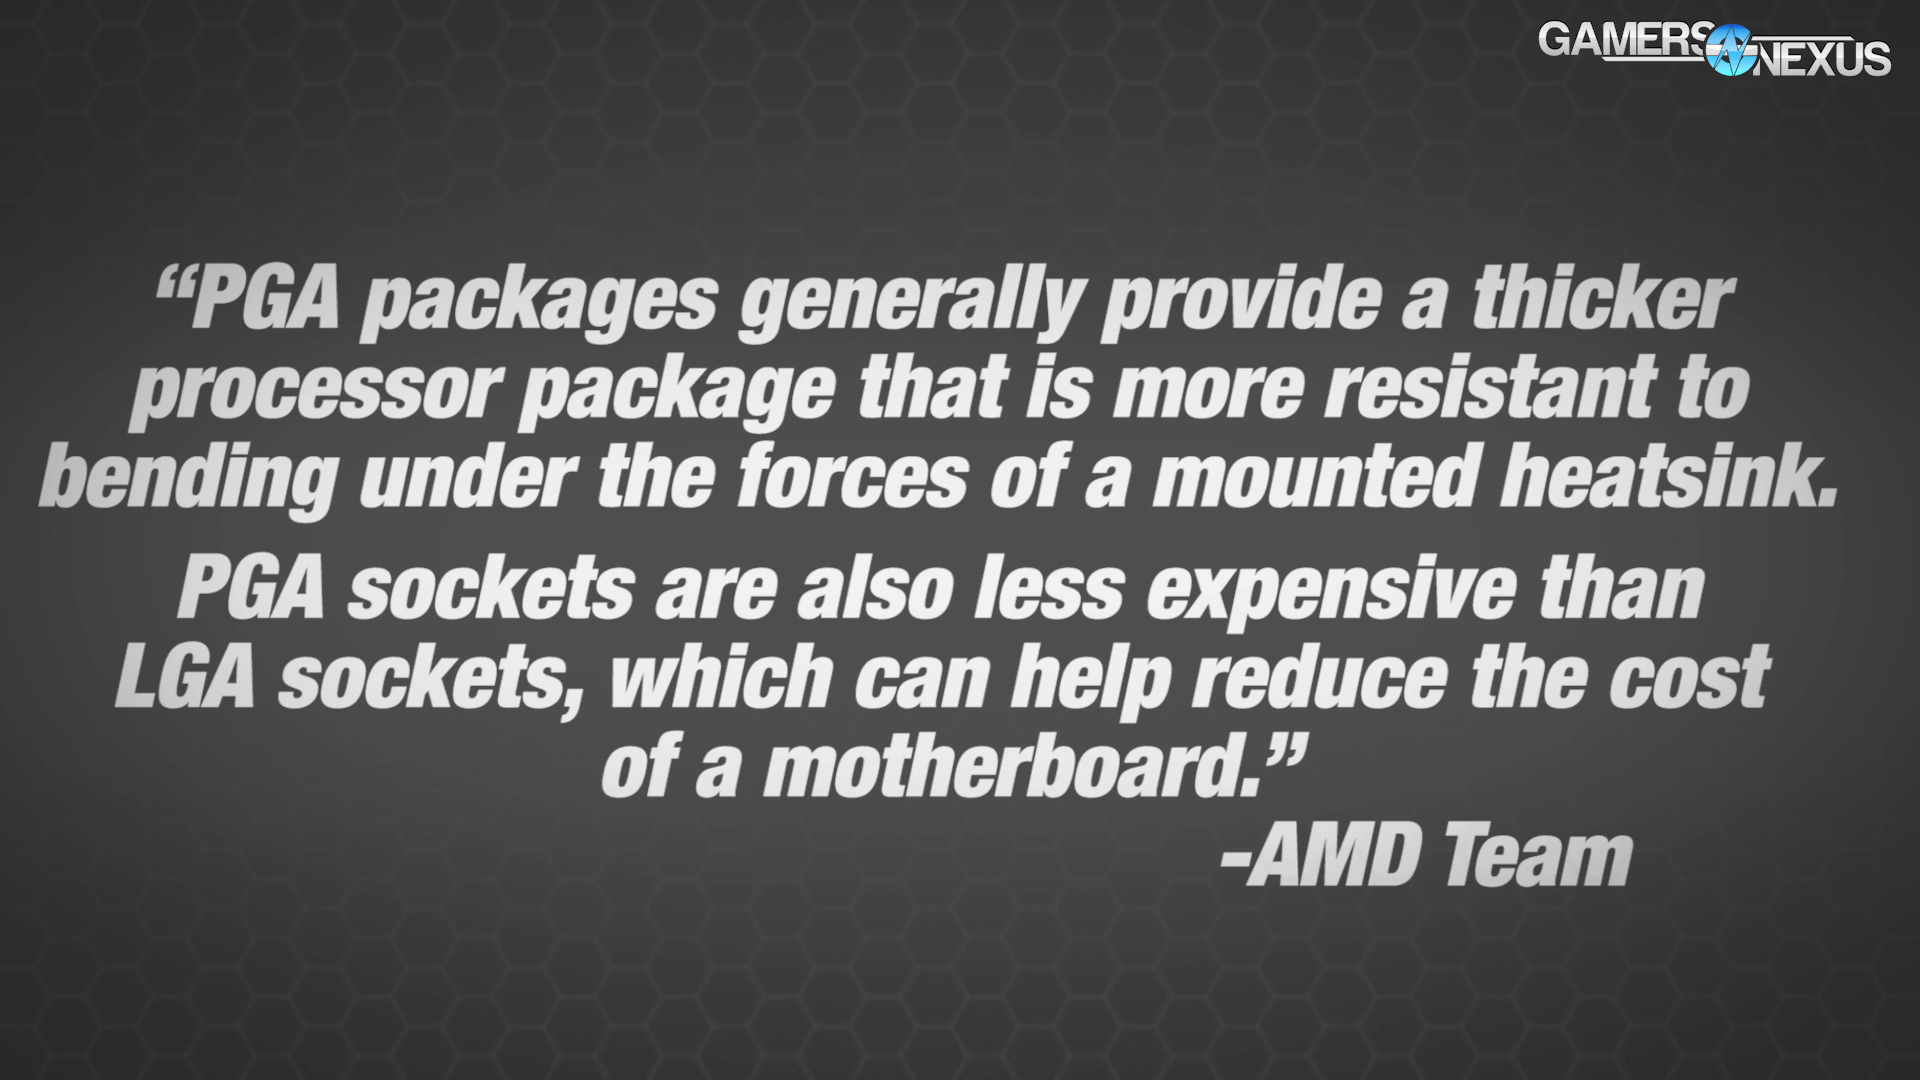 GAMERS NEXUS
“PGA packages generally provide a thicker
processor package that is more resistant to
bending under the forces of a mounted heatsink.
PGA sockets are also less expensive than
LGA sockets, which can help reduce the cost
of a motherboard.”
-AMD Team